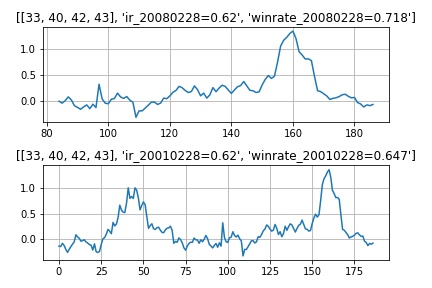 [[33, 40, 42, 43], 'ir_20080228=0.62', 'winrate_20080228=0.718']
1.0
0.5
0.0
80 100 120 140 160 180
[[33, 40, 42, 43], 'ir_20010228=0.62', 'winrate_20010228=0.647']
1.0
0.5
0.0
0 25 50 75 100 125 150 175